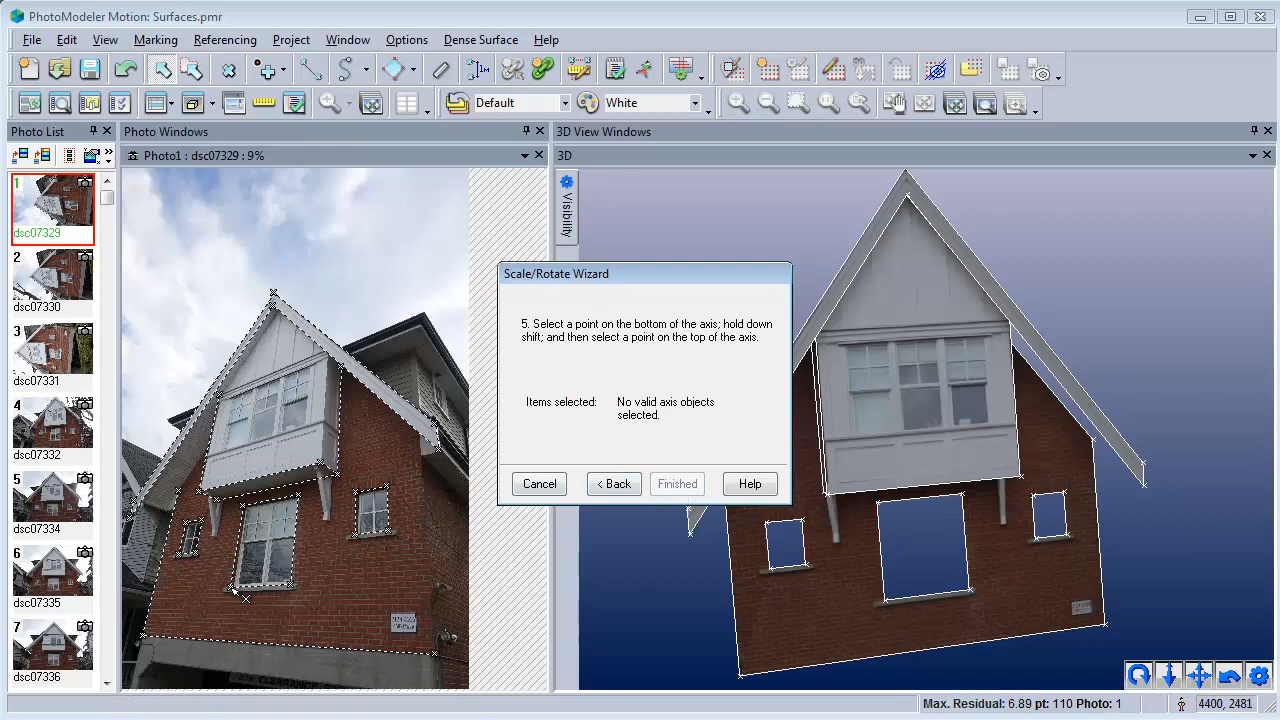 PhotoModeler Motion: Surfaces.pmr
File Edit View Marking Referencing Project Window Options Dense Surface Help
Default White
Photo List
Photo Windows
3D View Windows
Photo1 : dsc07329 : 9%
3D
Visibility
1
dsc07329
2
dsc07330
3
dsc07331
4
dsc07332
5
dsc07334
6
dsc07335
7
dsc07336
Scale/Rotate Wizard
5. Select a point on the bottom of the axis, hold down
shift, and then select a point on the top of the axis.
Items selected: No valid axis objects
selected.
Cancel < Back Finished Help
Max. Residual: 6.89 pt: 110 Photo: 1
4400, 2481